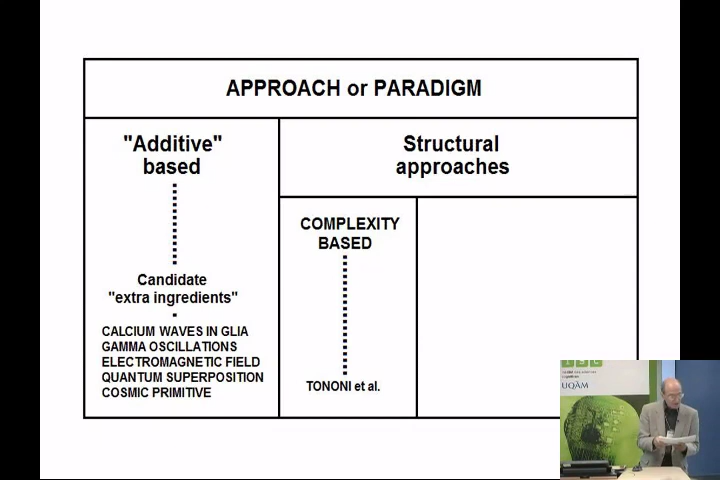 APPROACH or PARADIGM
"Additive"
based
Structural
approaches
Candidate
"extra ingredients"
CALCIUM WAVES IN GLIA
GAMMA OSCILLATIONS
ELECTROMAGNETIC FIELD
QUANTUM SUPERPOSITION
COSMIC PRIMITIVE
COMPLEXITY
BASED
TONONI et al.
UQÀM